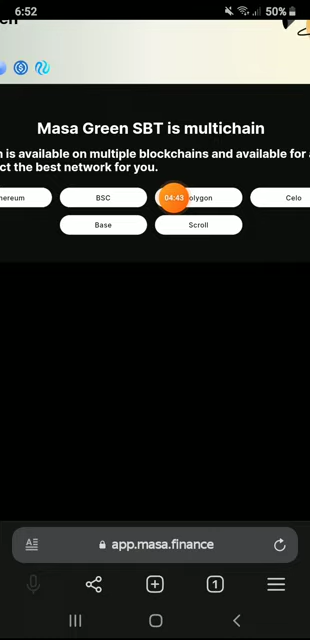 6:52 50%
Masa Green SBT is multichain
is available on multiple blockchains and available for
ct the best network for you.
ereum BSC 04:43 olygon Celo
Base Scroll
app.masa.finance
1